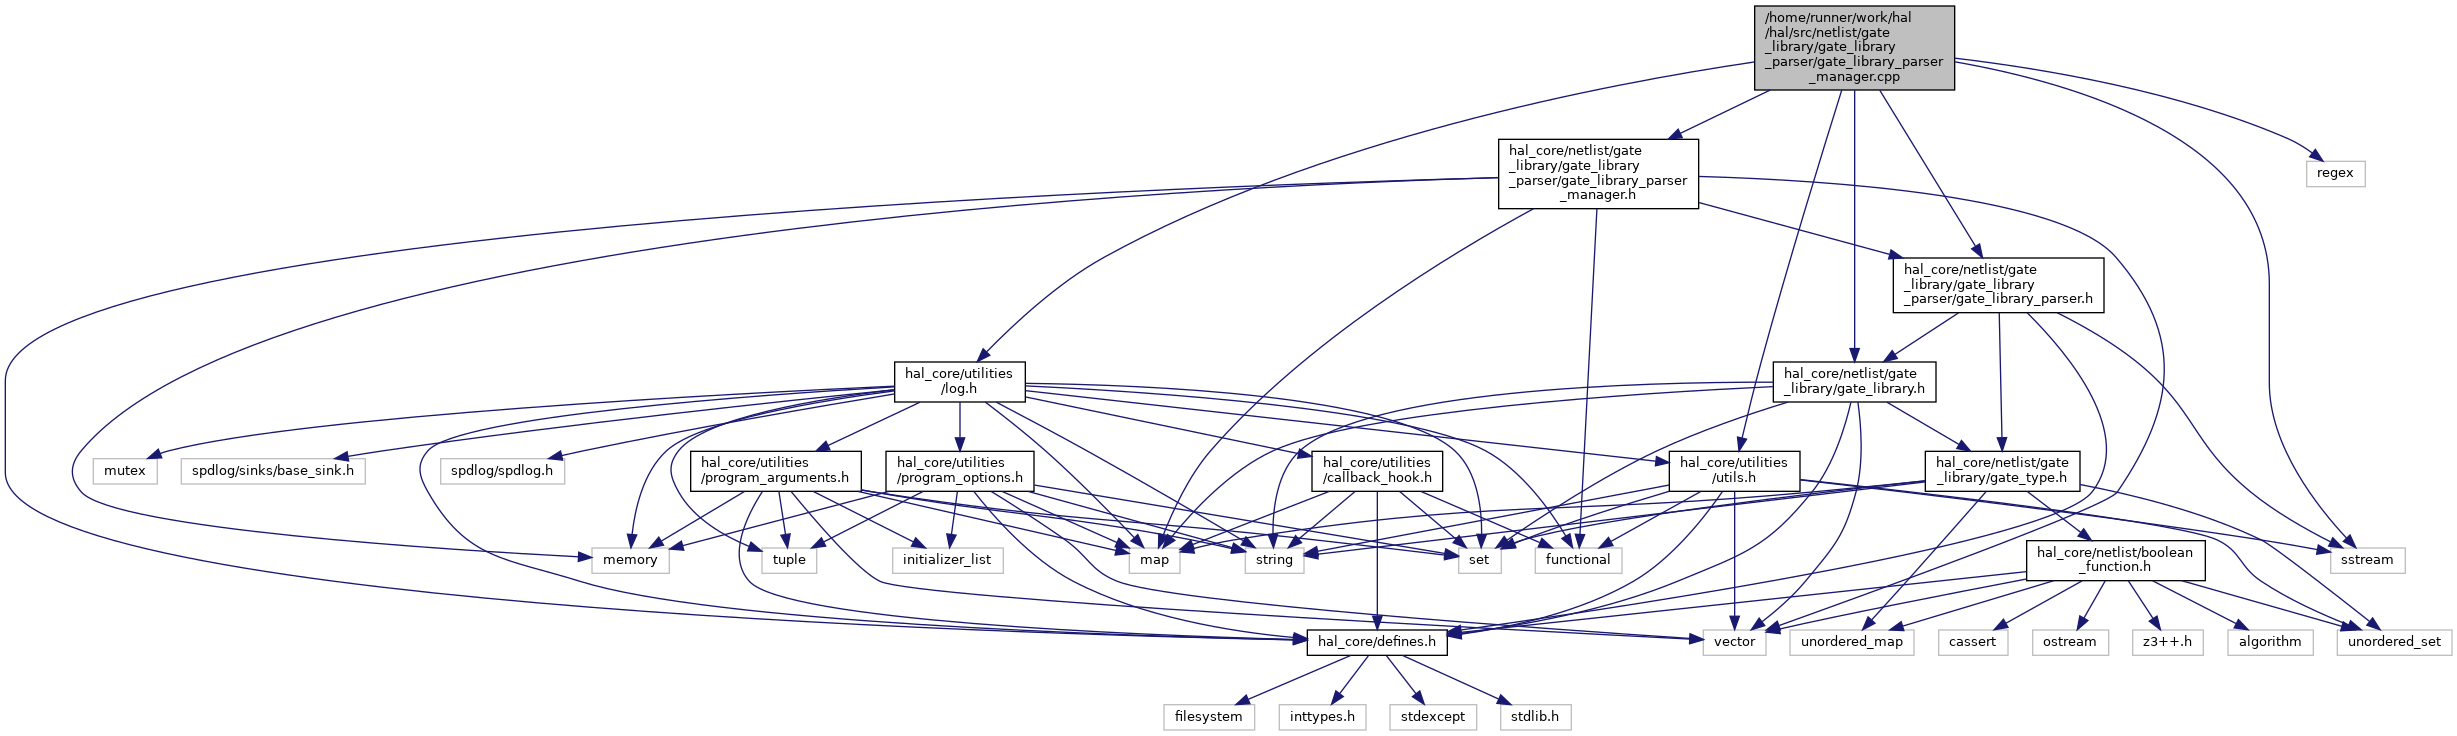 /home/runner/work/hal
/hal/src/netlist/gate
_library/gate_library
_parser/gate_library_parser
_manager.cpp
hal_core/netlist/gate
_library/gate_library
_parser/gate_library_parser
_manager.h
regex
hal_core/netlist/gate
_library/gate_library
_parser/gate_library_parser.h
hal_core/utilities
/log.h
hal_core/netlist/gate
_library/gate_library.h
mutex
spdlog/sinks/base_sink.h
spdlog/spdlog.h
hal_core/utilities
/program_arguments.h
hal_core/utilities
/program_options.h
hal_core/utilities
/callback_hook.h
hal_core/utilities
/utils.h
hal_core/netlist/gate
_library/gate_type.h
memory
tuple
initializer_list
map
string
set
functional
hal_core/netlist/boolean
_function.h
sstream
hal_core/defines.h
vector
unordered_map
cassert
ostream
z3++.h
algorithm
unordered_set
filesystem
inttypes.h
stdexcept
stdlib.h